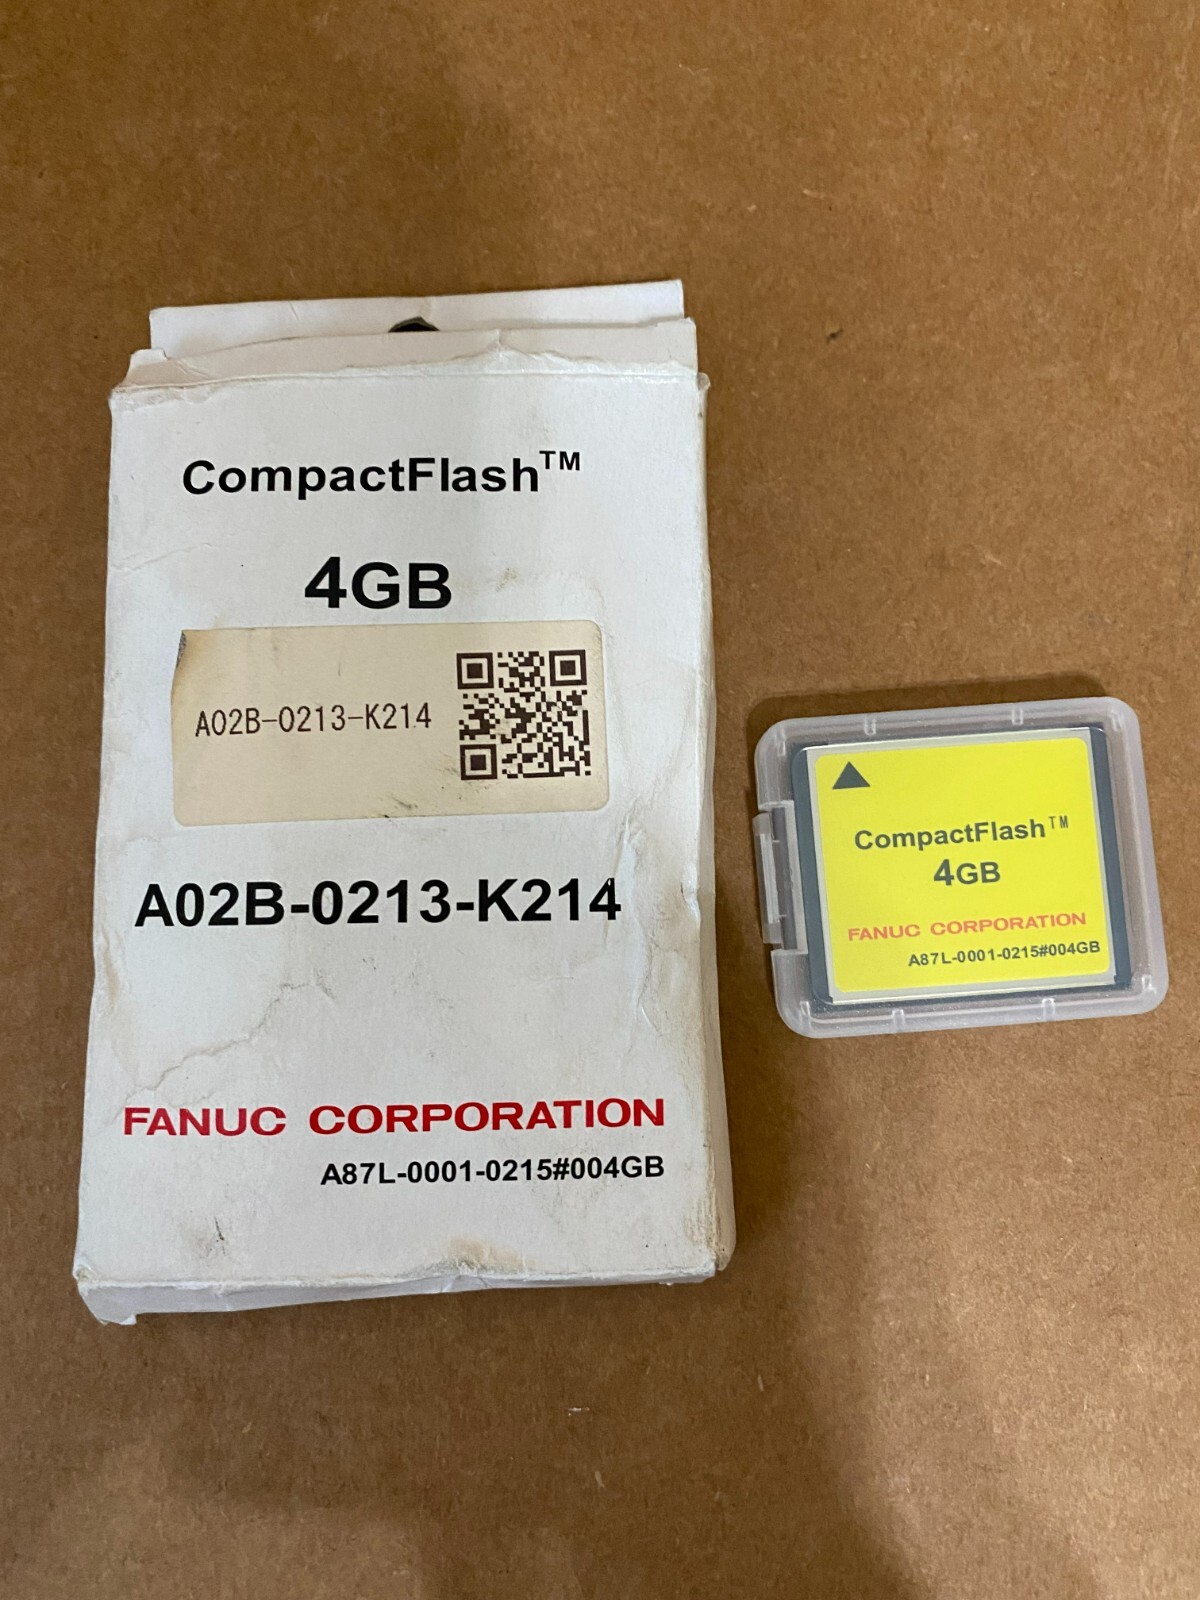 CompactFlash™
4GB
A02B-0213-K214
A02B-0213-K214
FANUC CORPORATION
A87L-0001-0215#004GB
CompactFlash™
4GB
FANUC CORPORATION
A87L-0001-0215#004GB